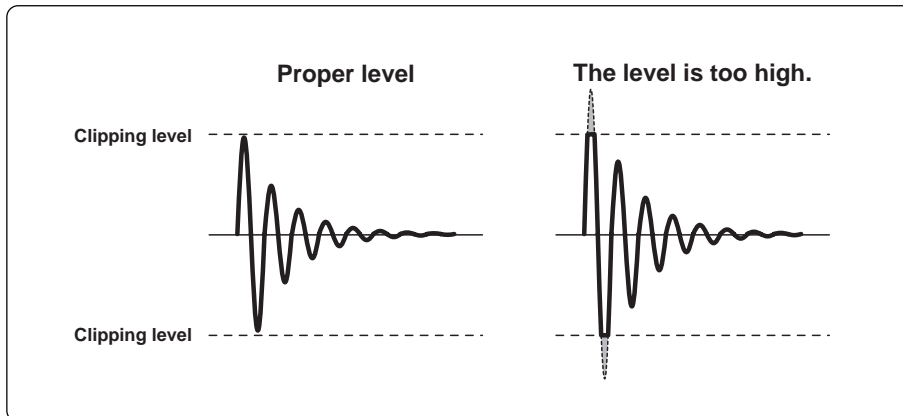 Proper level
The level is too high.
Clipping level
Clipping level